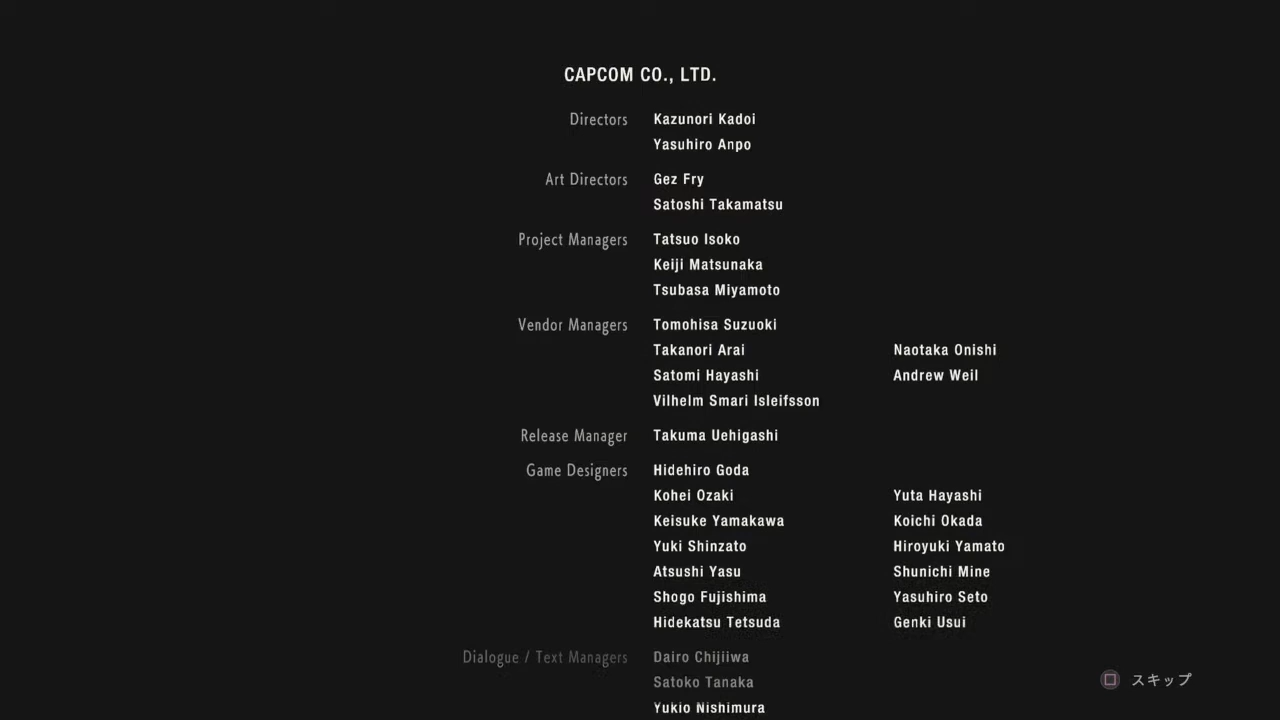 CAPCOM CO., LTD.
Directors Kazunori Kadoi
Yasuhiro Anpo
Art Directors Gez Fry
Satoshi Takamatsu
Project Managers Tatsuo Isoko
Keiji Matsunaka
Tsubasa Miyamoto
Vendor Managers Tomohisa Suzuoki
Takanori Arai Naotaka Onishi
Satomi Hayashi Andrew Weil
Vilhelm Smari Isleifsson
Release Manager Takuma Uehigashi
Game Designers Hidehiro Goda
Kohei Ozaki Yuta Hayashi
Keisuke Yamakawa Koichi Okada
Yuki Shinzato Hiroyuki Yamato
Atsushi Yasu Shunichi Mine
Shogo Fujishima Yasuhiro Seto
Hidekatsu Tetsuda Genki Usui
Dialogue / Text Managers Dairo Chijiiwa
Satoko Tanaka
スキップ
Yukio Nishimura